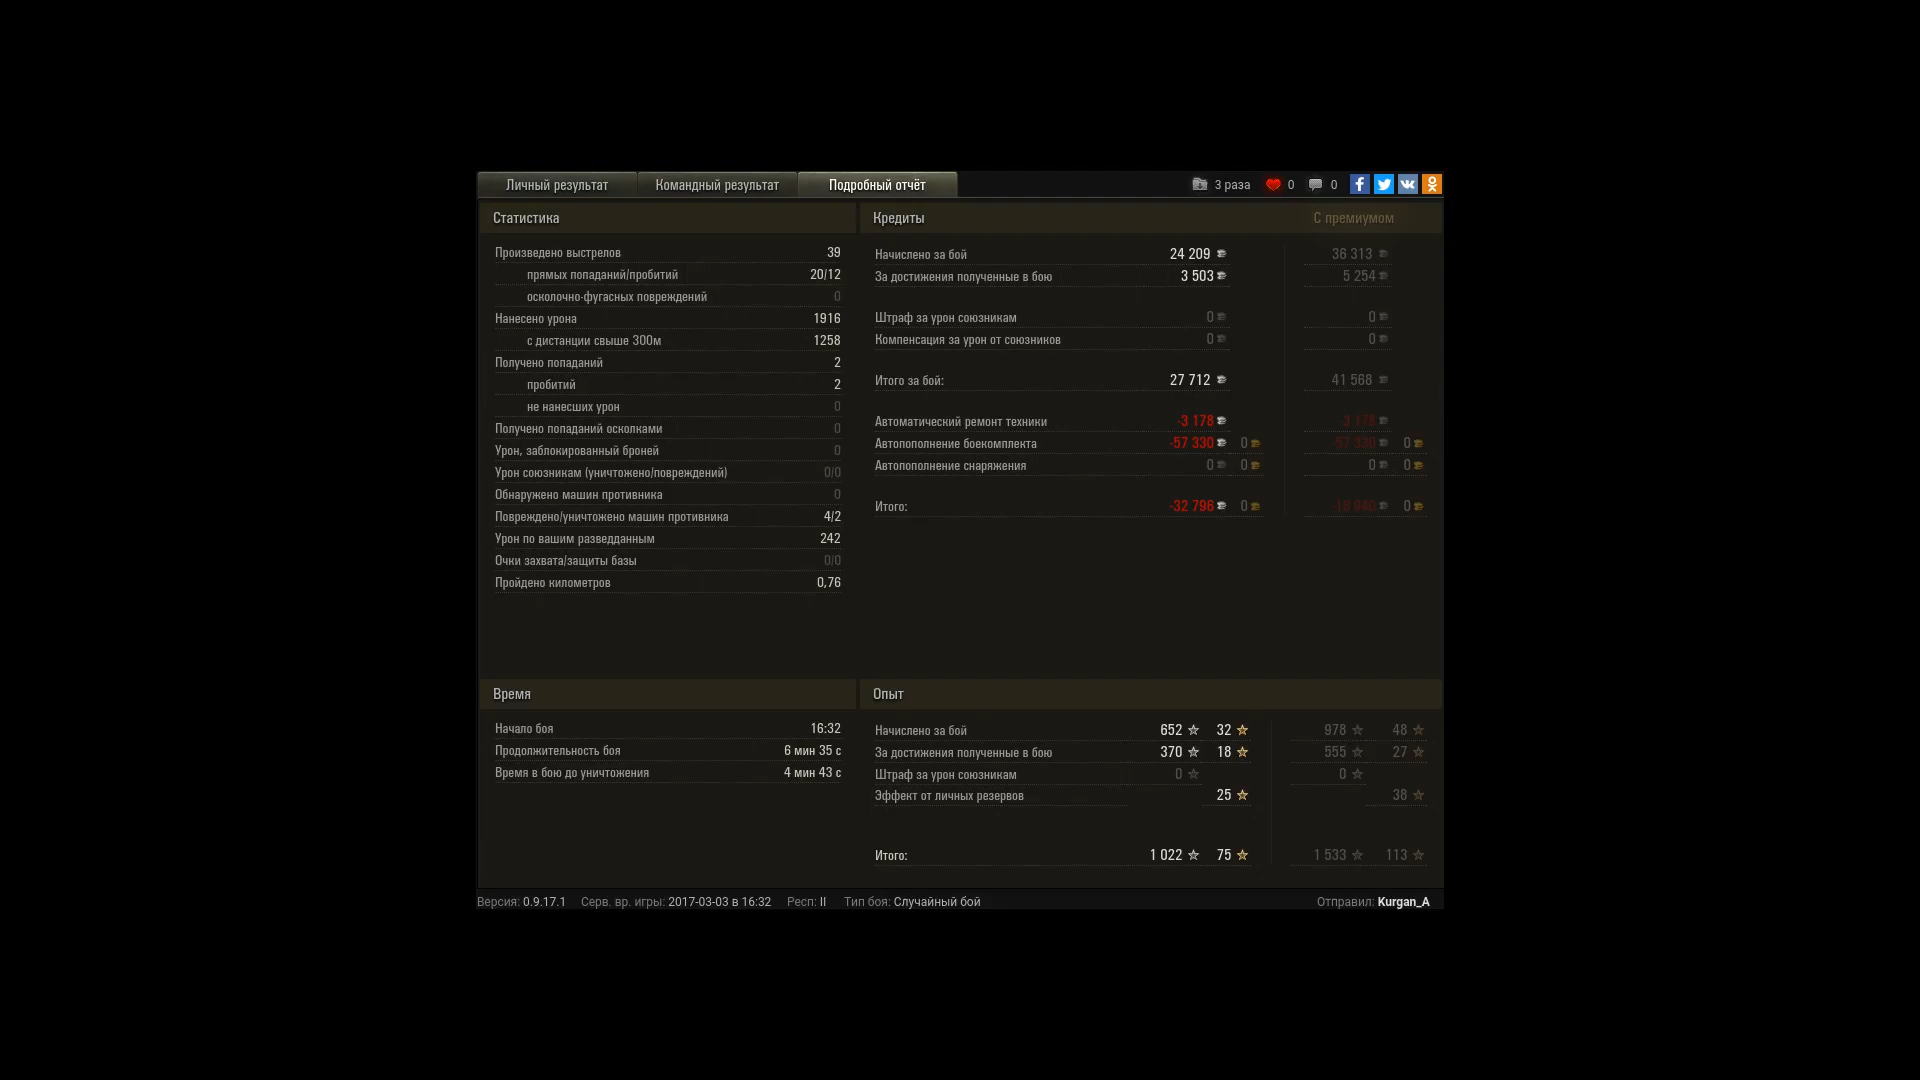 Личный результат Командный результат Подробный отчёт 3 раза 0 0
Статистика
Произведено выстрелов 39
прямых попаданий/пробитий 20/12
осколочно-фугасных повреждений 0
Нанесено урона 1916
с дистанции свыше 300м 1258
Получено попаданий 2
пробитий 2
не нанесших урон 0
Получено попаданий осколками 0
Урон, заблокированный броней 0
Урон союзникам (уничтожено/повреждений) 0/0
Обнаружено машин противника 0
Повреждено/уничтожено машин противника 4/2
Урон по вашим разведданным 242
Очки захвата/защиты базы 0/0
Пройдено километров 0,76
Кредиты С премиумом
Начислено за бой 24 209 36 313
За достижения полученные в бою 3 503 5 254
Штраф за урон союзникам 0 0
Компенсация за урон от союзников 0 0
Итого за бой: 27 712 41 568
Автоматический ремонт техники -3 178 -3 178
Автопополнение боекомплекта -57 330 0 -57 330 0
Автопополнение снаряжения 0 0 0 0
Итого: -32 796 0 -18 940 0
Время
Начало боя 16:32
Продолжительность боя 6 мин 35 с
Время в бою до уничтожения 4 мин 43 с
Опыт
Начислено за бой 652 32 978 48
За достижения полученные в бою 370 18 555 27
Штраф за урон союзникам 0 0
Эффект от личных резервов 25 38
Итого: 1 022 75 1 533 113
Версия: 0.9.17.1 Серв. вр. игры: 2017-03-03 в 16:32 Респ: II Тип боя: Случайный бой Отправил: Kurgan_A